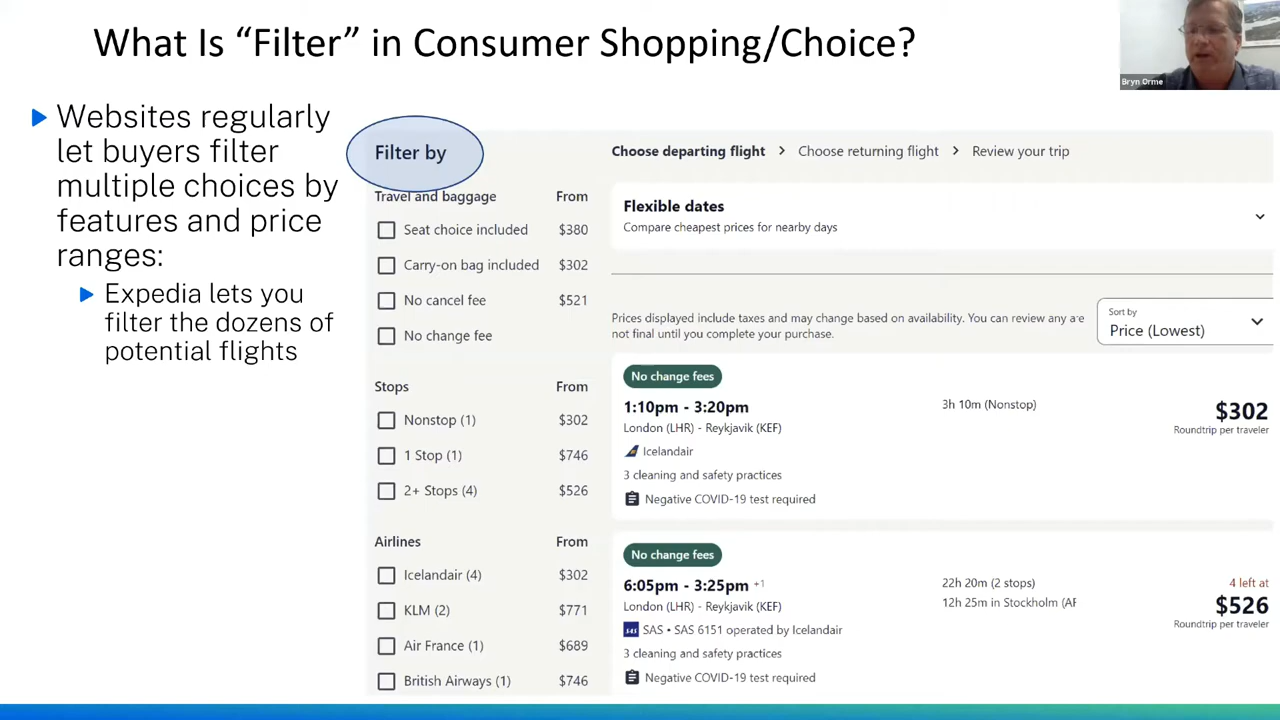 What Is “Filter” in Consumer Shopping/Choice?
Bryn Orme
Websites regularly
let buyers filter
multiple choices by
features and price
ranges:
Expedia lets you
filter the dozens of
potential flights
Filter by
Travel and baggage From
Seat choice included $380
Carry-on bag included $302
No cancel fee $521
No change fee
Stops From
Nonstop (1) $302
1 Stop (1) $746
2+ Stops (4) $526
Airlines From
Icelandair (4) $302
KLM (2) $771
Air France (1) $689
British Airways (1) $746
Choose departing flight > Choose returning flight > Review your trip
Flexible dates
Compare cheapest prices for nearby days
Prices displayed include taxes and may change based on availability. You can review any are
not final until you complete your purchase.
Sort by
Price (Lowest)
No change fees
1:10pm - 3:20pm 3h 10m (Nonstop) $302
London (LHR) - Reykjavik (KEF) Roundtrip per traveler
Icelandair
3 cleaning and safety practices
Negative COVID-19 test required
No change fees
6:05pm - 3:25pm +1 22h 20m (2 stops) 4 left at
London (LHR) - Reykjavik (KEF) 12h 25m in Stockholm (AF $526
Roundtrip per traveler
SAS SAS • SAS 6151 operated by Icelandair
3 cleaning and safety practices
Negative COVID-19 test required